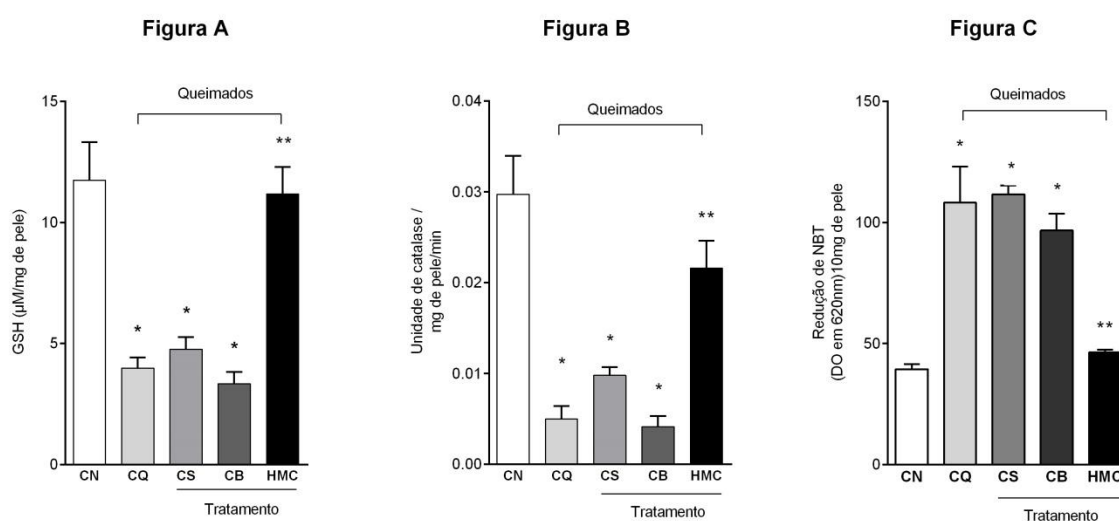 Figura A
Queimados
GSH (µM/mg de pele)
15
10
5
0
*
*
*
**
CN CQ CS CB HMC
Tratamento
Figura B
Queimados
Unidade de catalase /
mg de pele/min
0.04
0.03
0.02
0.01
0.00
*
*
*
**
CN CQ CS CB HMC
Tratamento
Figura C
Queimados
Redução de NBT
(DO em 620nm)10mg de pele
150
100
50
0
*
*
*
**
CN CQ CS CB HMC
Tratamento